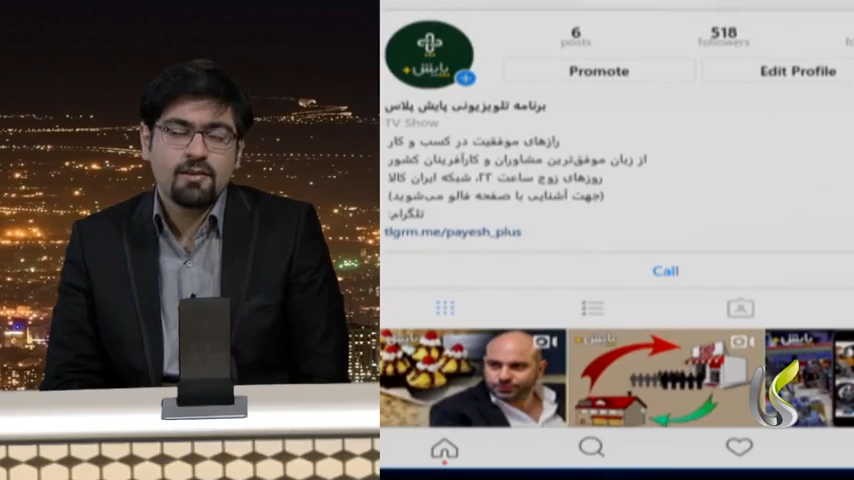 پایش
+
6
518
posts
followers
Promote
Edit Profile
برنامه تلویزیونی پایش پلاس
TV Show
رازهای موفقیت در کسب و کار
از زبان موفق‌ترین مشاوران و کارآفرینان کشور
روزهای زوج ساعت ۲۲، شبکه ایران کالا
(جهت آشنایی با صفحه فالو می‌شوید)
تلگرام:
tlgrm.me/payesh_plus
Call
پایش
پایش